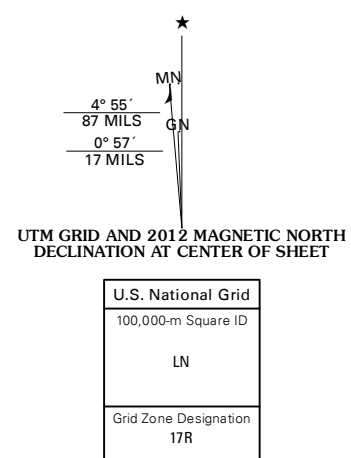 ★
MN
4° 55´
87 MILS
GN
0° 57´
17 MILS
UTM GRID AND 2012 MAGNETIC NORTH
DECLINATION AT CENTER OF SHEET
U.S. National Grid
100,000-m Square ID
LN
Grid Zone Designation
17R